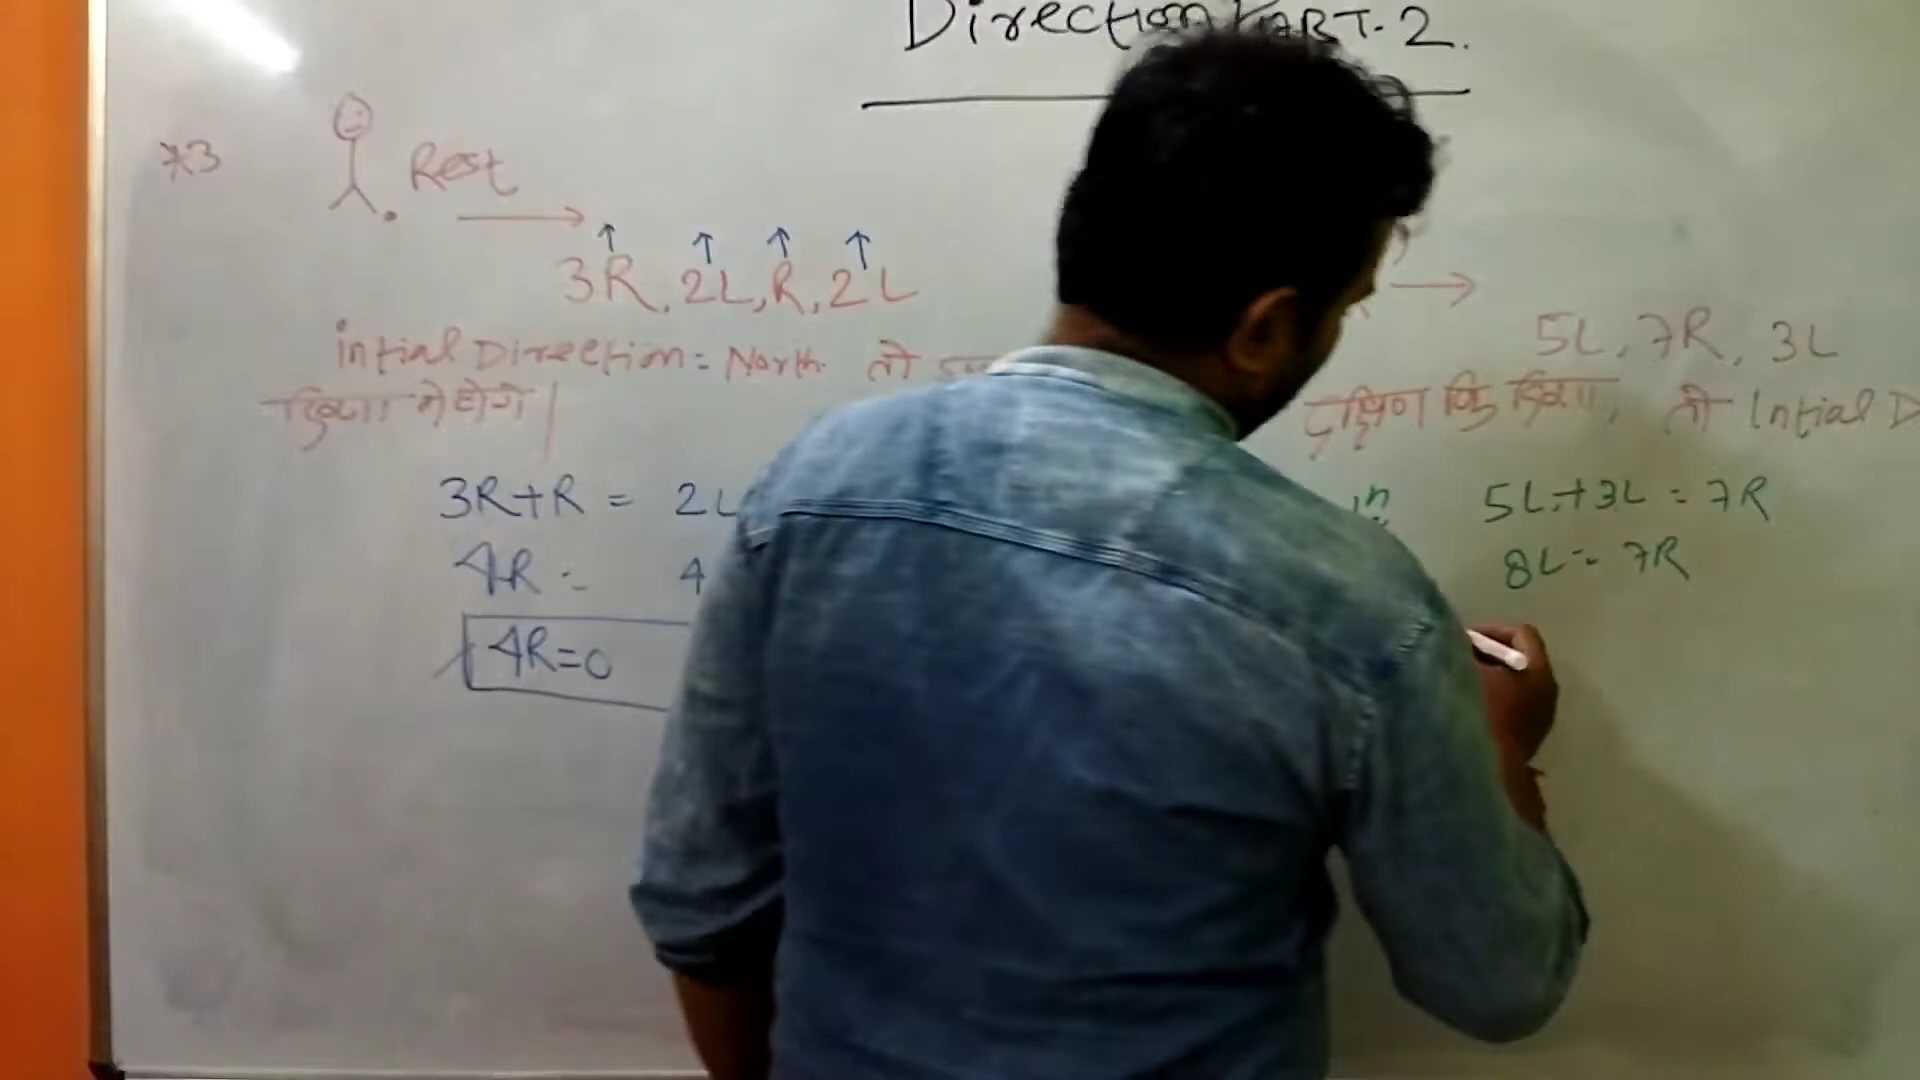 Direction PART-2.
*3
Rest
3R, 2L, R, 2L
intial Direction = North तो
दिशा मे होगे |
3R+R = 2L
4R = 4
4R=0
5L, 7R, 3L
दक्षिण कि दिशा, तो Intial D
5L+3L = 7R
8L = 7R